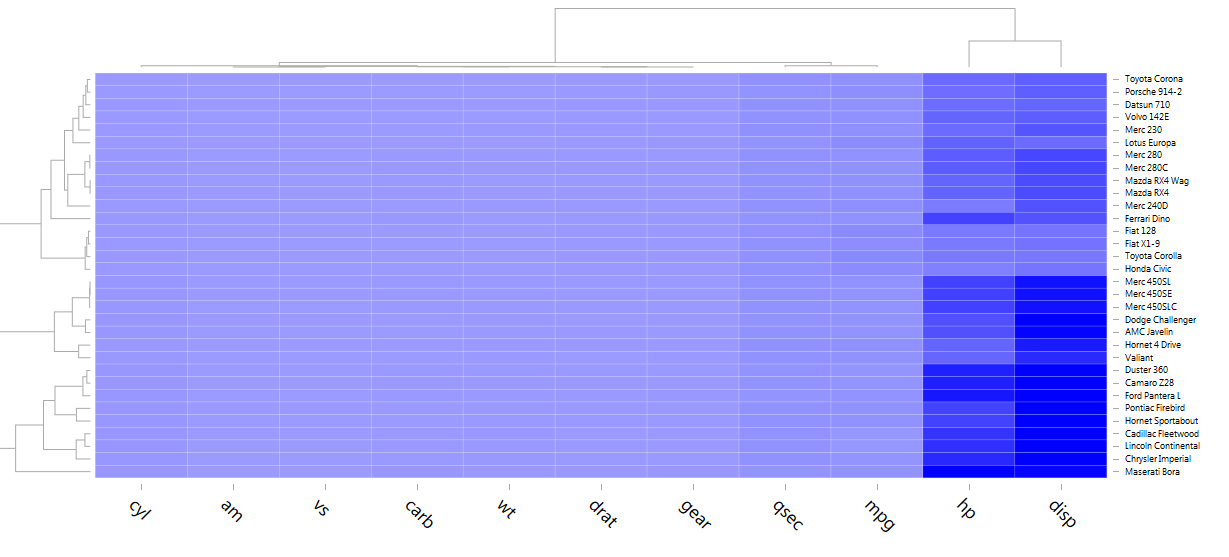 Toyota Corona
Porsche 914-2
Datsun 710
Volvo 142E
Merc 230
Lotus Europa
Merc 280
Merc 280C
Mazda RX4 Wag
Mazda RX4
Merc 240D
Ferrari Dino
Fiat 128
Fiat X1-9
Toyota Corolla
Honda Civic
Merc 450SL
Merc 450SE
Merc 450SLC
Dodge Challenger
AMC Javelin
Hornet 4 Drive
Valiant
Duster 360
Camaro Z28
Ford Pantera L
Pontiac Firebird
Hornet Sportabout
Cadillac Fleetwood
Lincoln Continental
Chrysler Imperial
Maserati Bora
cyl am vs carb wt drat gear qsec mpg hp disp